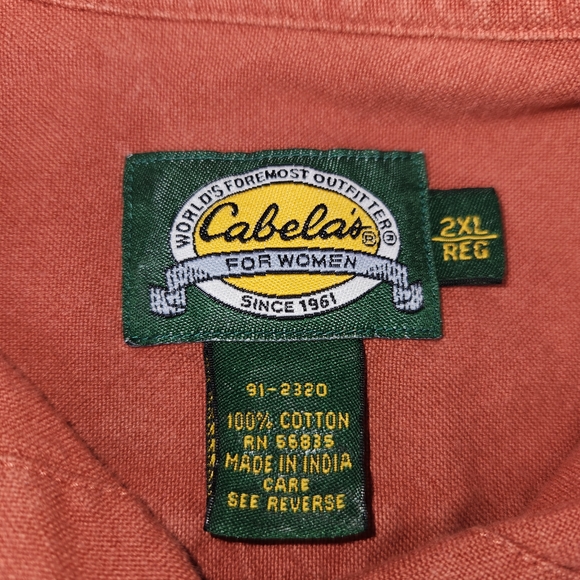 WORLD'S FOREMOST OUTFITTER®
Cabela's®
FOR WOMEN
SINCE 1961
2XL
REG
91-2320
100% COTTON
RN 66835
MADE IN INDIA
CARE
SEE REVERSE